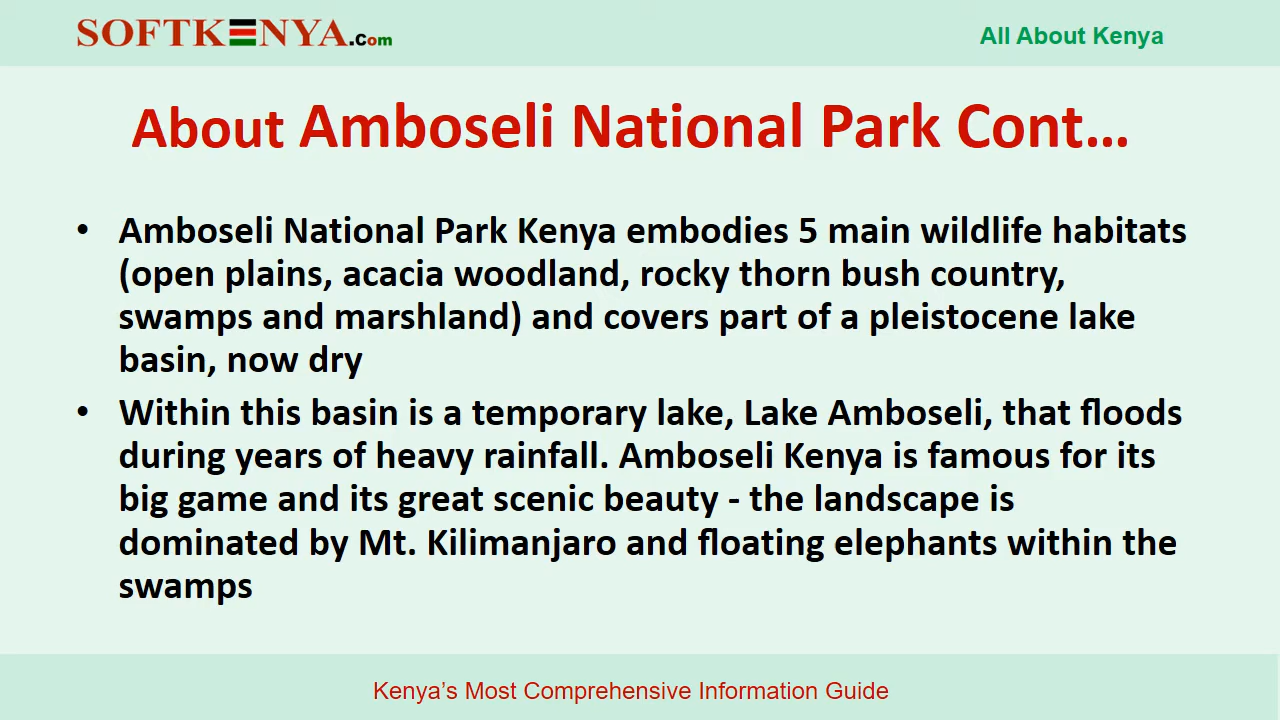 SOFTKENYA.Com
All About Kenya
About Amboseli National Park Cont...
• Amboseli National Park Kenya embodies 5 main wildlife habitats
(open plains, acacia woodland, rocky thorn bush country,
swamps and marshland) and covers part of a pleistocene lake
basin, now dry
• Within this basin is a temporary lake, Lake Amboseli, that floods
during years of heavy rainfall. Amboseli Kenya is famous for its
big game and its great scenic beauty - the landscape is
dominated by Mt. Kilimanjaro and floating elephants within the
swamps
Kenya’s Most Comprehensive Information Guide